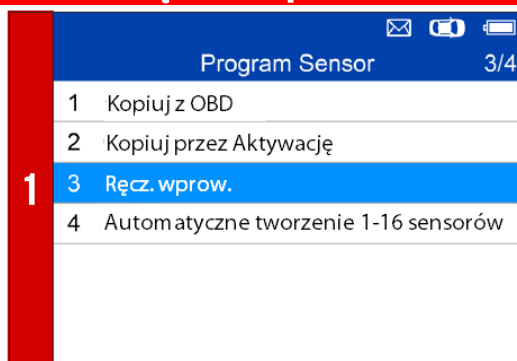 Program Sensor 3/4
1 Kopiuj z OBD
2 Kopiuj przez Aktywację
1
3 Ręcz. wprow.
4 Automatyczne tworzenie 1-16 sensorów